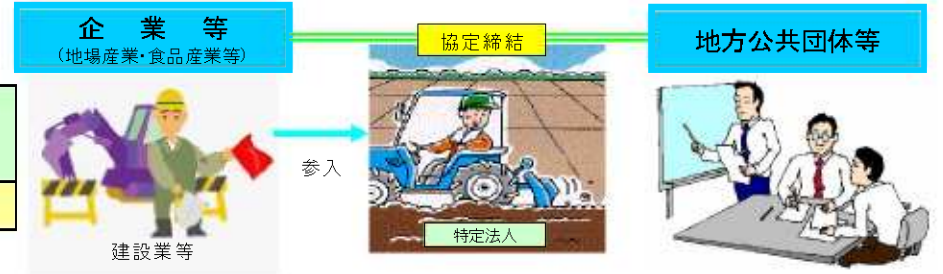 企 業 等
(地場産業・食品産業等)
協定締結
地方公共団体等
参入
特定法人
建設業等